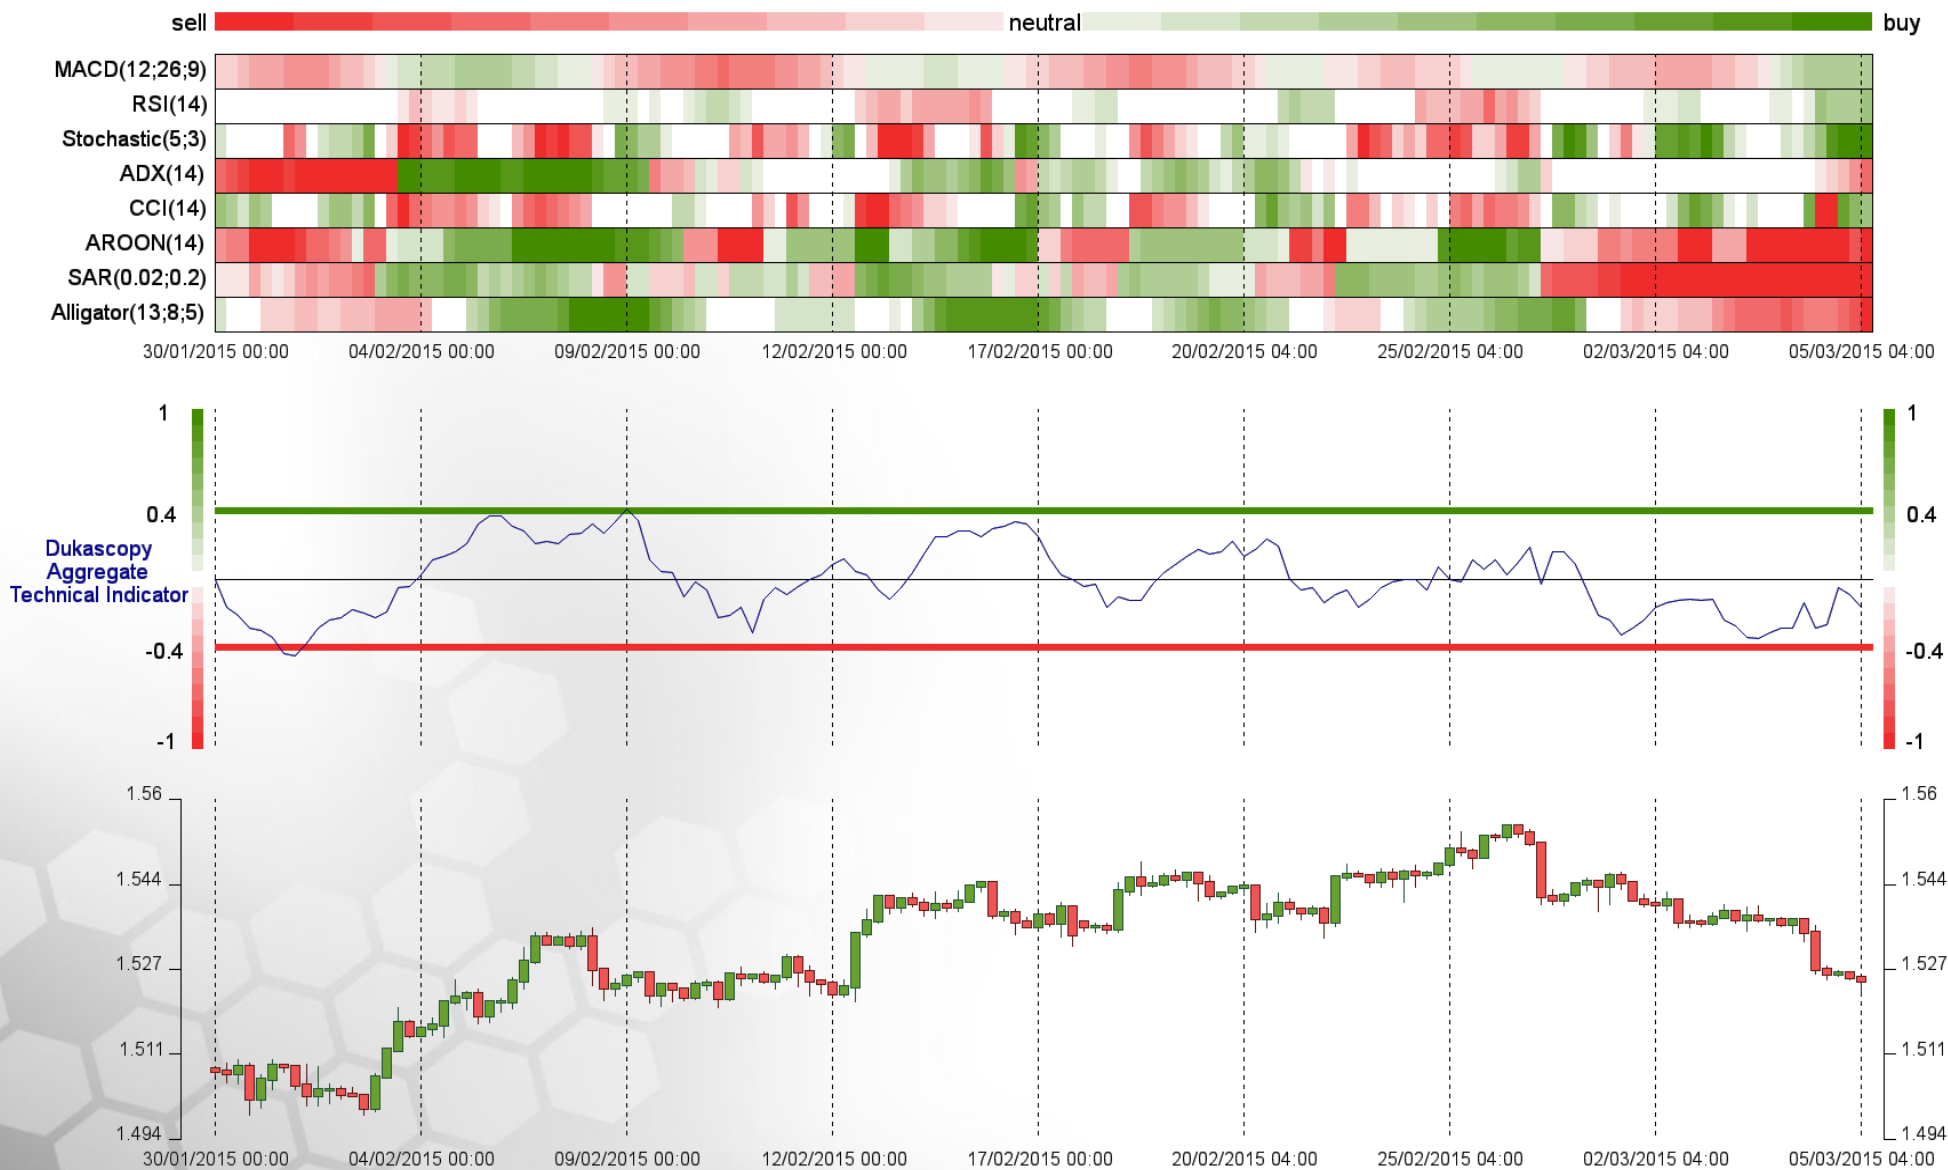 sell neutral buy
MACD(12;26;9)
RSI(14)
Stochastic(5;3)
ADX(14)
CCI(14)
AROON(14)
SAR(0.02;0.2)
Alligator(13;8;5)
30/01/2015 00:00 04/02/2015 00:00 09/02/2015 00:00 12/02/2015 00:00 17/02/2015 00:00 20/02/2015 04:00 25/02/2015 04:00 02/03/2015 04:00 05/03/2015 04:00
1 1
0.4 0.4
Dukascopy
Aggregate
Technical Indicator
-0.4 -0.4
-1 -1
1.56 1.56
1.544 1.544
1.527 1.527
1.511 1.511
1.494 1.494
30/01/2015 00:00 04/02/2015 00:00 09/02/2015 00:00 12/02/2015 00:00 17/02/2015 00:00 20/02/2015 04:00 25/02/2015 04:00 02/03/2015 04:00 05/03/2015 04:00